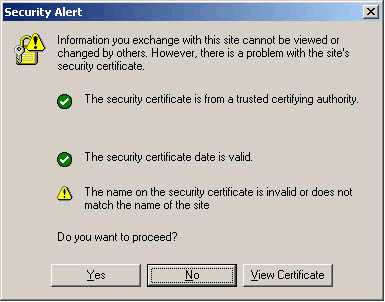 Security Alert
Information you exchange with this site cannot be viewed or
changed by others. However, there is a problem with the site's
security certificate.
The security certificate is from a trusted certifying authority.
The security certificate date is valid.
The name on the security certificate is invalid or does not
match the name of the site
Do you want to proceed?
Yes No View Certificate